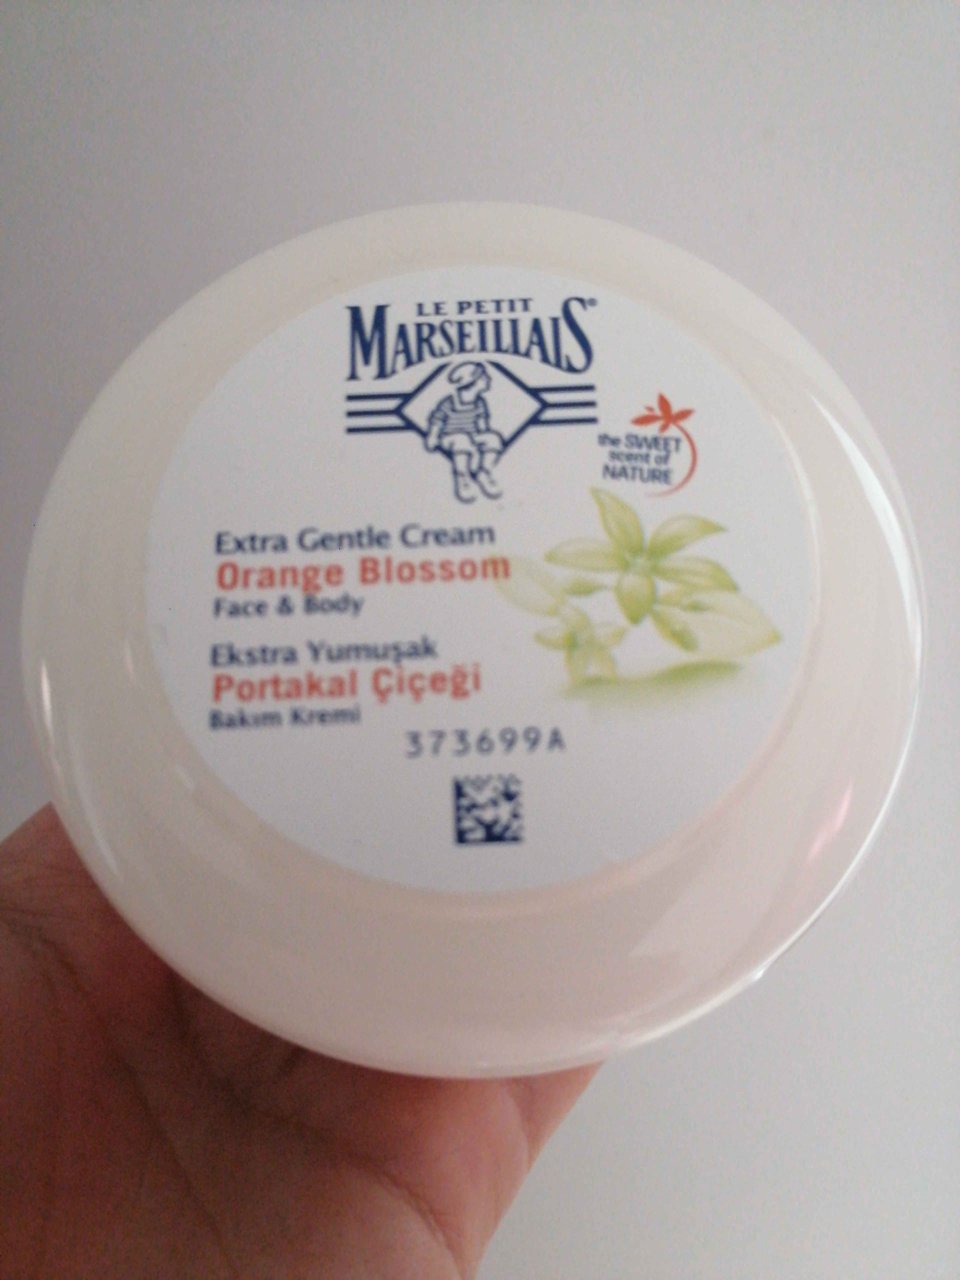 LE PETIT
MARSEILLAIS®
the SWEET
scent of
NATURE
Extra Gentle Cream
Orange Blossom
Face & Body
Ekstra Yumuşak
Portakal Çiçeği
Bakım Kremi
373699A